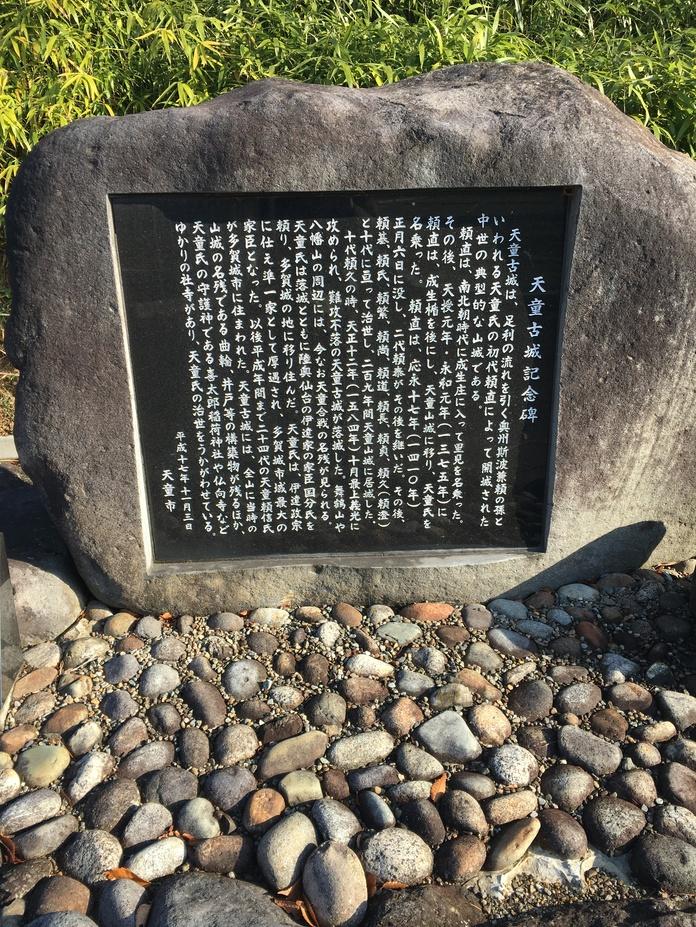 天童古城記念碑
天童古城は、足利の流れを引く奥州斯波兼頼の孫と
いわれる天童氏の初代頼直によって開城された
中世の典型的な山城である
頼直は、南北朝時代に成生庄に入って里見を名乗った。
その後、天授元年・永和元年(一三七五年)に
頼直は、成生楯を後にし、天童山城に移り、天童氏を
名乗った。頼直は、応永十七年(一四一〇年)
正月六日に没し、二代頼泰がその後を継いだ。その後、
頼基、頼氏、頼繁、頼尚、頼道、頼長、頼貞、頼久(頼澄)
と十代に亘って治世し、二百九年間天童山城に居城した。
十代頼久の時、天正十二年(一五八四年)十月最上義光に
攻められ、難攻不落の天童古城が落城した。舞鶴山や
八幡山の周辺には、今なお天童合戦の名残が見られる。
天童氏は落城とともに陸奥仙台の伊達家の家臣国分氏を
頼り、多賀城の地に移り住んだ。天童氏は、伊達政宗
に仕え準一家として厚遇され、多賀城市域最大の
家臣となった。以後平成年間まで二十四代の天童頼信氏
が多賀城市に住まわれた。天童古城には、全山に当時の
山城の名残である曲輪、井戸等の構築物が残るほか、
天童氏の守護神である喜太郎稲荷神社や仏向寺など
ゆかりの社寺があり、天童氏の治世をうかがわせている。
平成十七年十一月三日
天童市